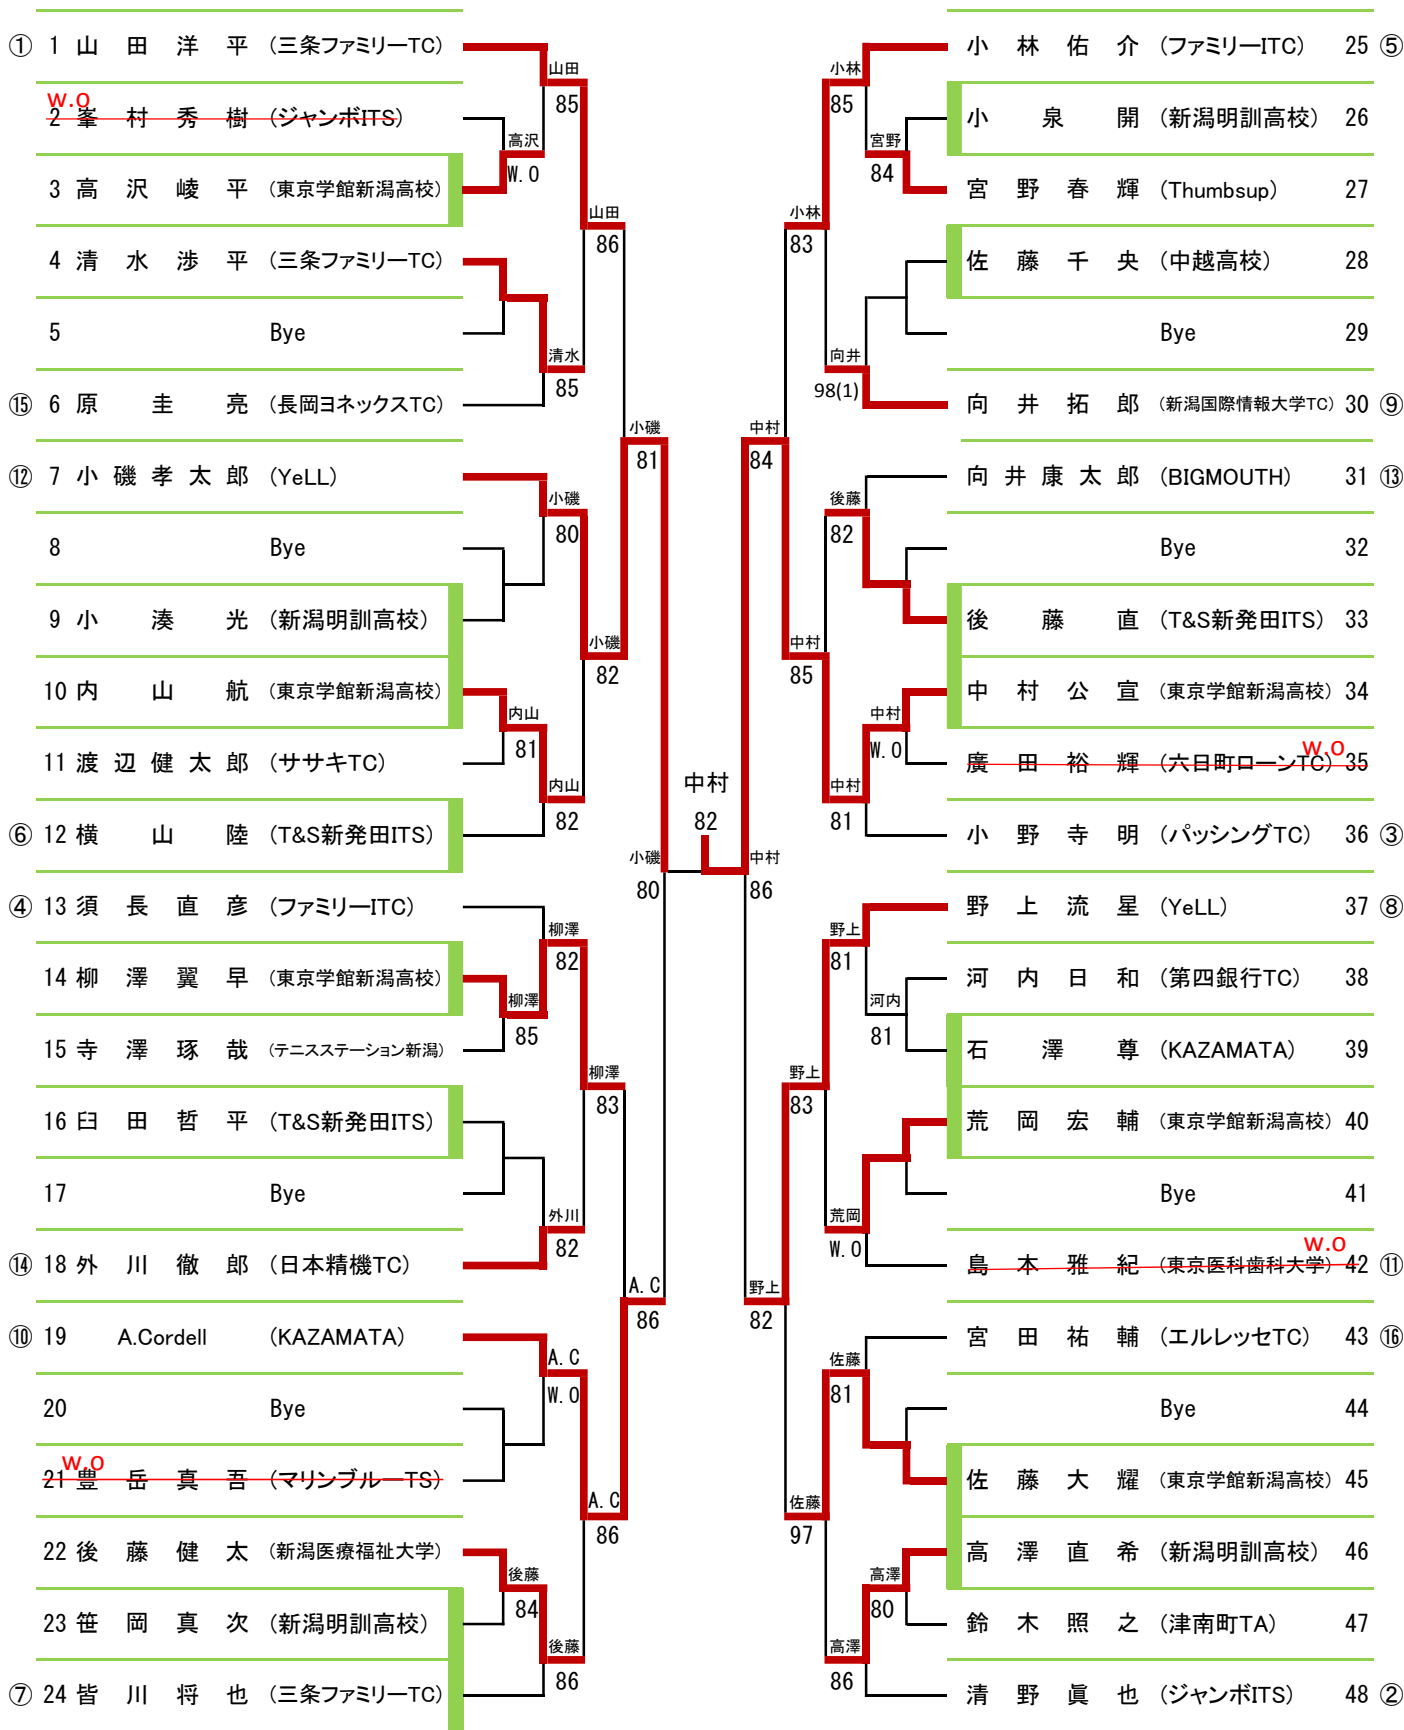 ① 1 山田洋平 (三条ファミリーTC)
W.O
2 峯村秀樹 (ジャンボITS)
3 高沢崚平 (東京学館新潟高校)
4 清水渉平 (三条ファミリーTC)
5 Bye
⑮ 6 原圭亮 (長岡ヨネックスTC)
⑫ 7 小磯孝太郎 (YeLL)
8 Bye
9 小湊光 (新潟明訓高校)
10 内山航 (東京学館新潟高校)
11 渡辺健太郎 (ササキTC)
⑥ 12 横山陸 (T&S新発田ITS)
④ 13 須長直彦 (ファミリーITC)
14 柳澤翼早 (東京学館新潟高校)
15 寺澤琢哉 (テニスステーション新潟)
16 臼田哲平 (T&S新発田ITS)
17 Bye
⑭ 18 外川徹郎 (日本精機TC)
⑩ 19 A.Cordell (KAZAMATA)
20 Bye
W.O
21 豊岳真吾 (マリンブルーTS)
22 後藤健太 (新潟医療福祉大学)
23 笹岡真次 (新潟明訓高校)
⑦ 24 皆川将也 (三条ファミリーTC)
高沢
W.O
内山
81
柳澤
85
後藤
84
山田
85
清水
85
小磯
80
内山
82
柳澤
82
外川
82
A.C
W.O
後藤
86
山田
86
小磯
82
柳澤
83
A.C
86
小磯
81
A.C
86
小磯
80
中村
82
中村
86
中村
84
野上
82
小林
83
中村
85
野上
83
佐藤
97
小林
85
向井
98(1)
後藤
82
中村
81
野上
81
荒岡
W.O
佐藤
81
高澤
86
宮野
84
中村
W.O
河内
81
高澤
80
小林佑介 (ファミリーITC) 25 ⑤
小泉開 (新潟明訓高校) 26
宮野春輝 (Thumbsup) 27
佐藤千央 (中越高校) 28
Bye 29
向井拓郎 (新潟国際情報大学TC) 30 ⑨
向井康太郎 (BIGMOUTH) 31 ⑬
Bye 32
後藤直 (T&S新発田ITS) 33
中村公宣 (東京学館新潟高校) 34
W.O
廣田裕輝 (六日町ローンTC) 35
小野寺明 (パッシングTC) 36 ③
野上流星 (YeLL) 37 ⑧
河内日和 (第四銀行TC) 38
石澤尊 (KAZAMATA) 39
荒岡宏輔 (東京学館新潟高校) 40
Bye 41
W.O
島本雅紀 (東京医科歯科大学) 42 ⑪
宮田祐輔 (エルレッセTC) 43 ⑯
Bye 44
佐藤大耀 (東京学館新潟高校) 45
高澤直希 (新潟明訓高校) 46
鈴木照之 (津南町TA) 47
清野眞也 (ジャンボITS) 48 ②